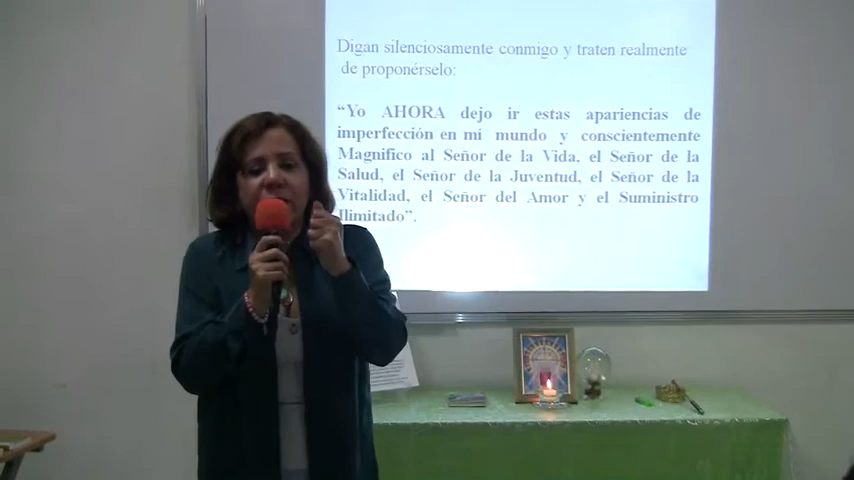 Digan silenciosamente conmigo y traten realmente
de proponérselo:
“Yo AHORA dejo ir estas apariencias de
imperfección en mi mundo y conscientemente
Magnifico al Señor de la Vida, el Señor de la
Salud, el Señor de la Juventud, el Señor de la
Vitalidad, el Señor del Amor y el Suministro
Ilimitado”.